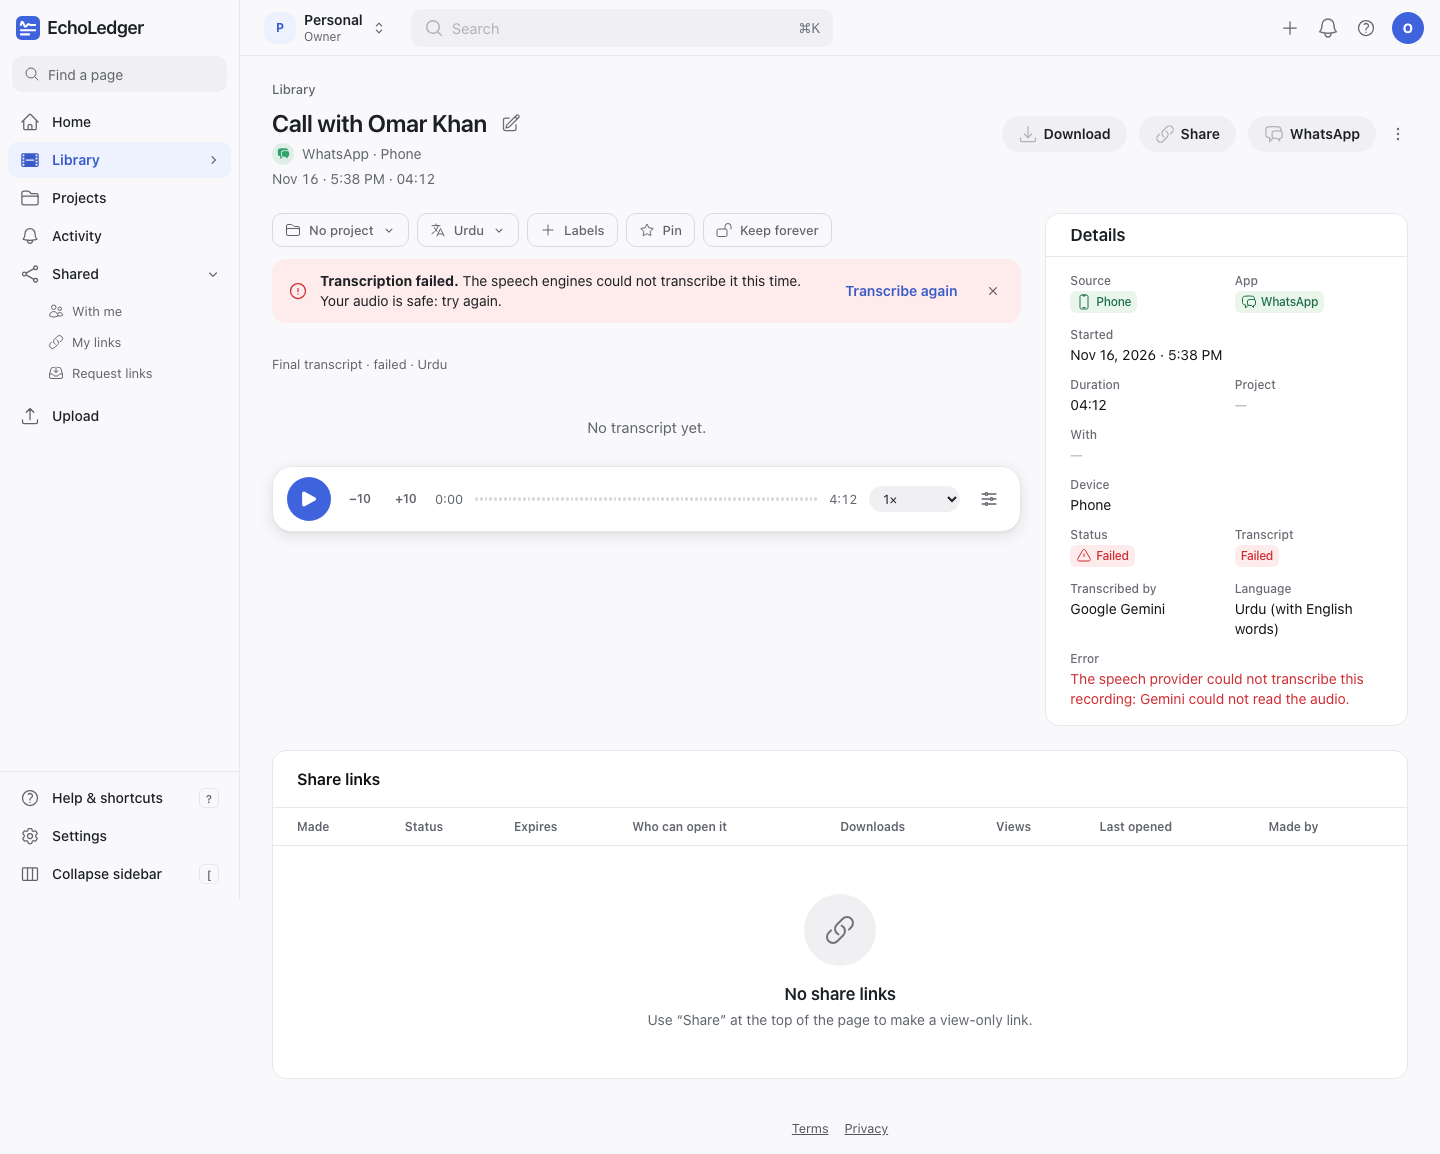 EchoLedger
Find a page
Home
Library
Projects
Activity
Shared
With me
My links
Request links
Upload
Help & shortcuts ?
Settings
Collapse sidebar [
P Personal
Owner
Search ⌘K
O
Library
Call with Omar Khan
WhatsApp · Phone
Nov 16 · 5:38 PM · 04:12
Download Share WhatsApp
No project Urdu Labels Pin Keep forever
Transcription failed. The speech engines could not transcribe it this time.
Your audio is safe: try again.
Transcribe again
Final transcript · failed · Urdu
No transcript yet.
−10 +10 0:00 4:12 1×
Details
Source App
Phone WhatsApp
Started
Nov 16, 2026 · 5:38 PM
Duration Project
04:12 —
With
—
Device
Phone
Status Transcript
Failed Failed
Transcribed by Language
Google Gemini Urdu (with English
words)
Error
The speech provider could not transcribe this
recording: Gemini could not read the audio.
Share links
Made Status Expires Who can open it Downloads Views Last opened Made by
No share links
Use “Share” at the top of the page to make a view-only link.
Terms Privacy